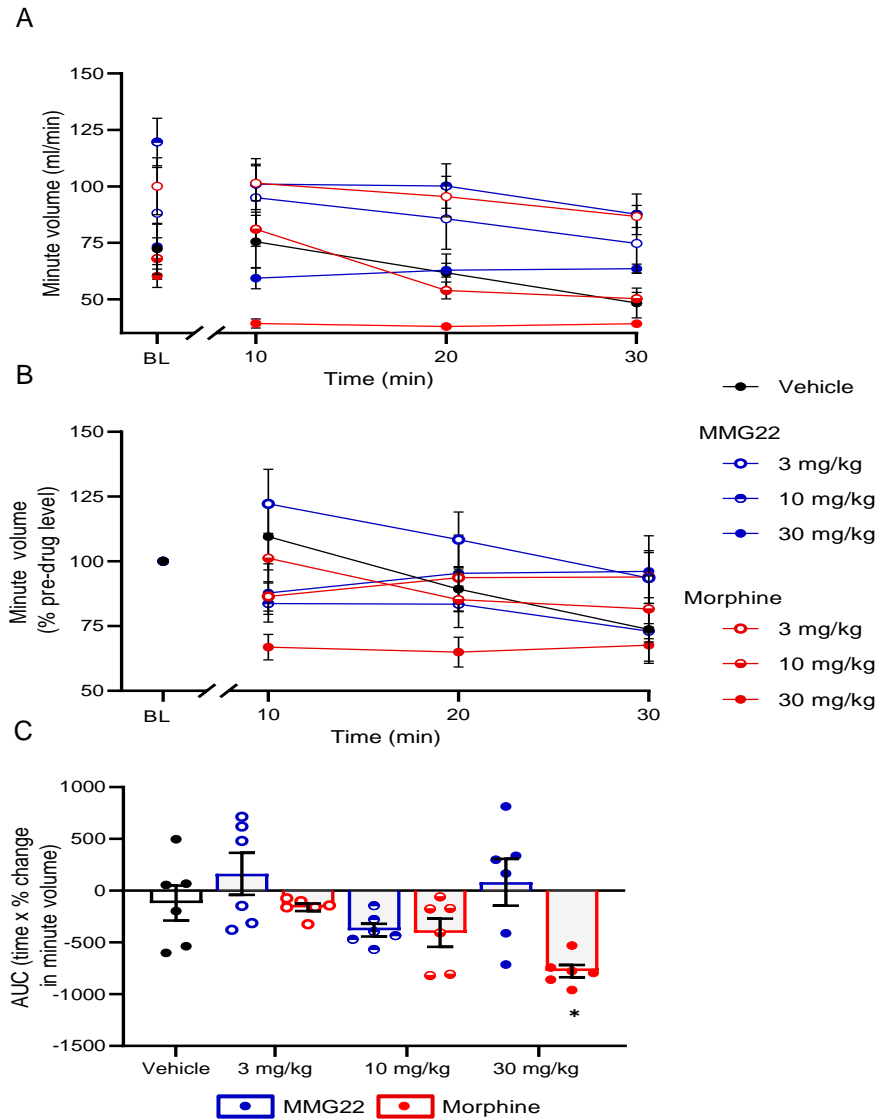 A
150
125
100
75
50
Minute volume (ml/min)
BL
10
20
30
Time (min)
B
150
125
100
75
50
Minute volume
(% pre-drug level)
BL
10
20
30
Time (min)
Vehicle
MMG22
3 mg/kg
10 mg/kg
30 mg/kg
Morphine
3 mg/kg
10 mg/kg
30 mg/kg
C
1000
500
0
-500
-1000
-1500
AUC (time x % change
in minute volume)
*
Vehicle
3 mg/kg
10 mg/kg
30 mg/kg
MMG22
Morphine